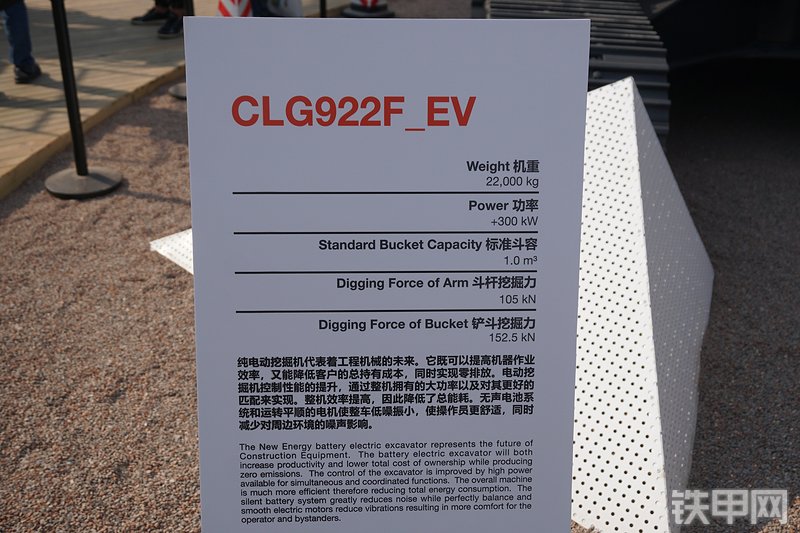 CLG922F_EV
Weight 机重
22,000 kg
Power 功率
+300 kW
Standard Bucket Capacity 标准斗容
1.0 m³
Digging Force of Arm 斗杆挖掘力
105 kN
Digging Force of Bucket 铲斗挖掘力
152.5 kN
纯电动挖掘机代表着工程机械的未来。它既可以提高机器作业
效率，又能降低客户的总持有成本，同时实现零排放。电动挖
掘机控制性能的提升，通过整机拥有的大功率以及对其更好的
匹配来实现。整机效率提高，因此降低了总能耗。无声电池系
统和运转平顺的电机使整车低噪振小，使操作员更舒适，同时
减少对周边环境的噪声影响。
The New Energy battery electric excavator represents the future of
Construction Equipment. The battery electric excavator will both
increase productivity and lower total cost of ownership while producing
zero emissions. The control of the excavator is improved by high power
available for simultaneous and coordinated functions. The overall machine
is much more efficient therefore reducing total energy consumption. The
silent battery system greatly reduces noise while perfectly balance and
smooth electric motors reduce vibrations resulting in more comfort for the
operator and bystanders.
铁甲网